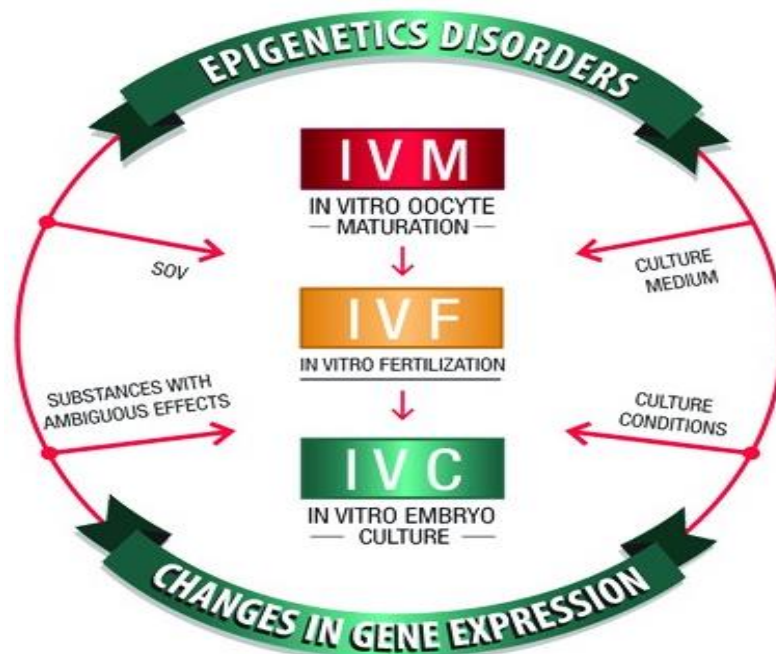 EPIGENETICS DISORDERS
IVM
IN VITRO OOCYTE
MATURATION
SOV
CULTURE
MEDIUM
IVF
IN VITRO FERTILIZATION
SUBSTANCES WITH
AMBIGUOUS EFFECTS
CULTURE
CONDITIONS
IVC
IN VITRO EMBRYO
CULTURE
CHANGES IN GENE EXPRESSION